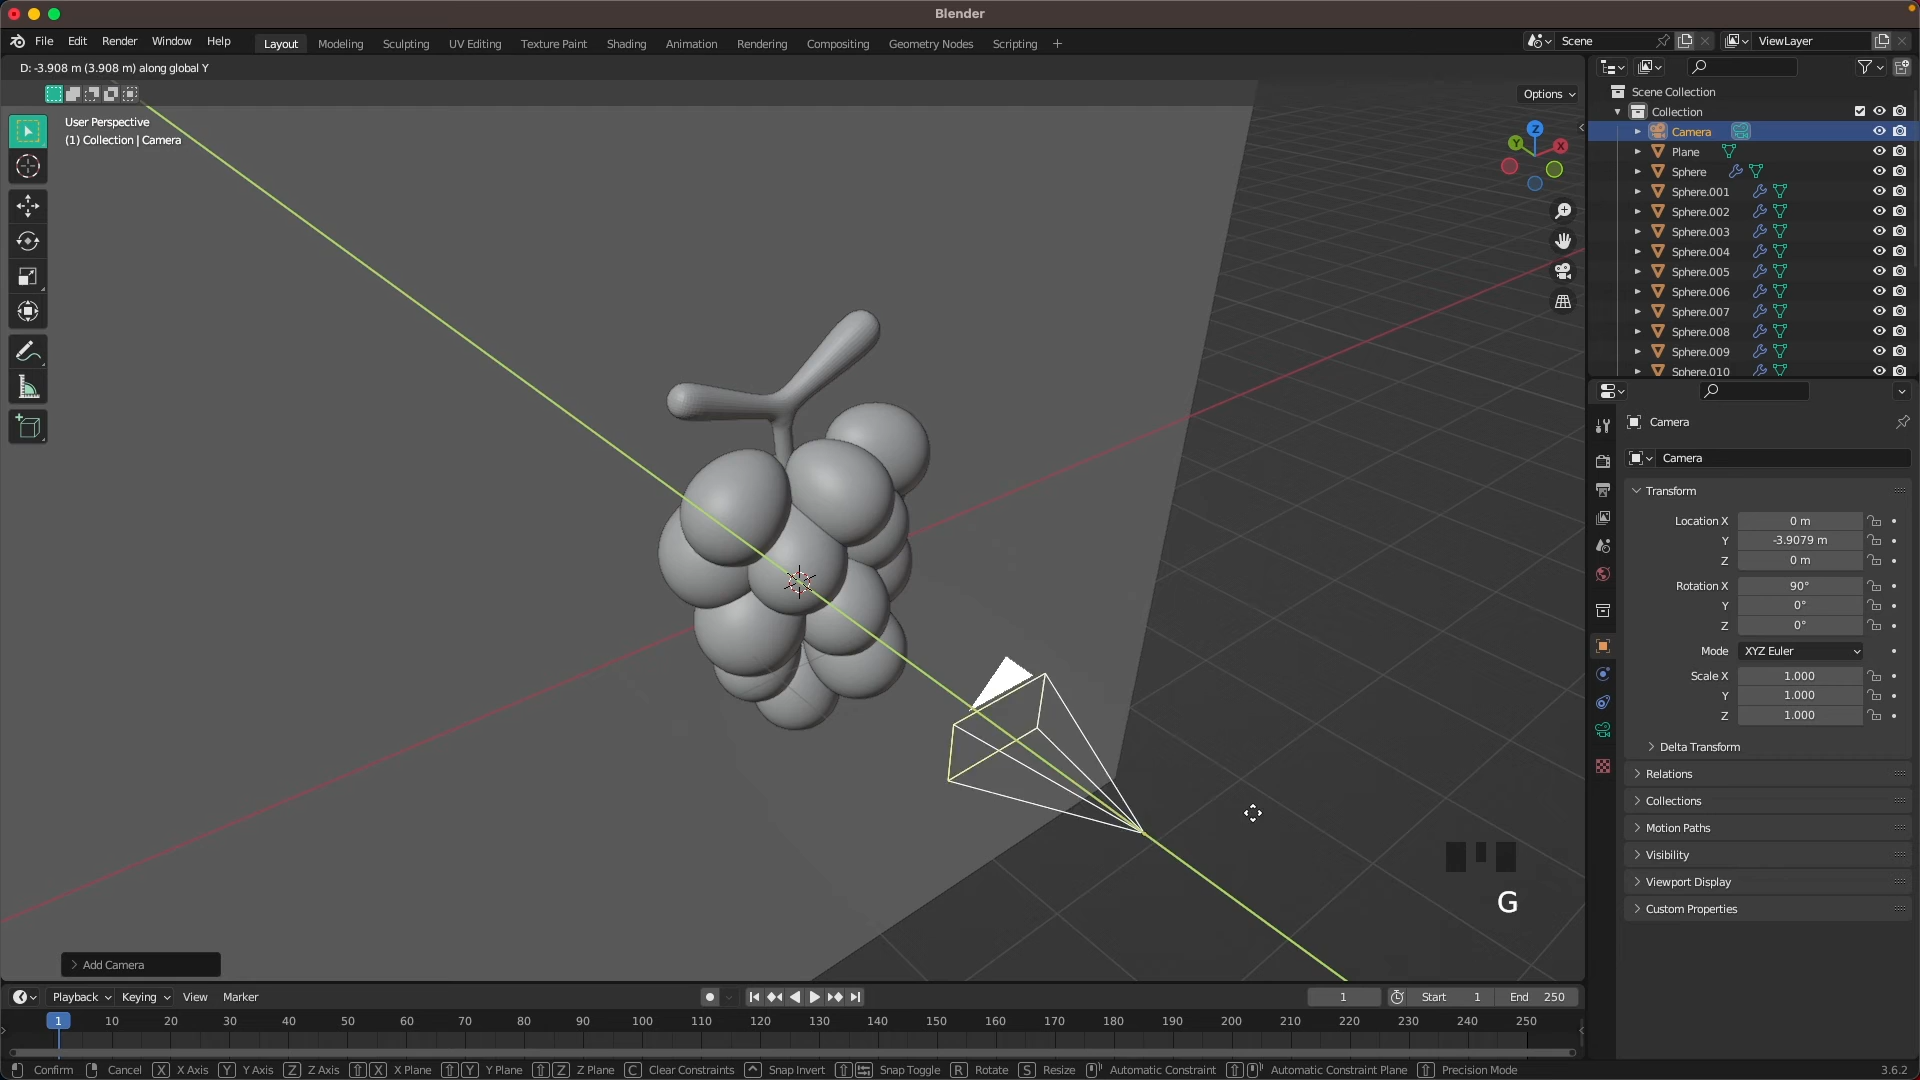 Blender
File Edit Render Window Help
Layout Modeling Sculpting UV Editing Texture Paint Shading Animation Rendering Compositing Geometry Nodes Scripting +
Scene
ViewLayer
D: -3.908 m (3.908 m) along global Y
Options
User Perspective
(1) Collection | Camera
Z
Y
X
Scene Collection
Collection
Camera
Plane
Sphere
Sphere.001
Sphere.002
Sphere.003
Sphere.004
Sphere.005
Sphere.006
Sphere.007
Sphere.008
Sphere.009
Sphere.010
Camera
Camera
Transform
Location X 0 m
Y -3.9079 m
Z 0 m
Rotation X 90°
Y 0°
Z 0°
Mode XYZ Euler
Scale X 1.000
Y 1.000
Z 1.000
Delta Transform
Relations
Collections
Motion Paths
Visibility
Viewport Display
Custom Properties
G
Add Camera
Playback Keying View Marker
1 Start 1 End 250
1 10 20 30 40 50 60 70 80 90 100 110 120 130 140 150 160 170 180 190 200 210 220 230 240 250
Confirm Cancel X X Axis Y Y Axis Z Z Axis X X Plane Y Y Plane Z Z Plane C Clear Constraints Snap Invert Snap Toggle R Rotate S Resize Automatic Constraint Automatic Constraint Plane Precision Mode 3.6.2